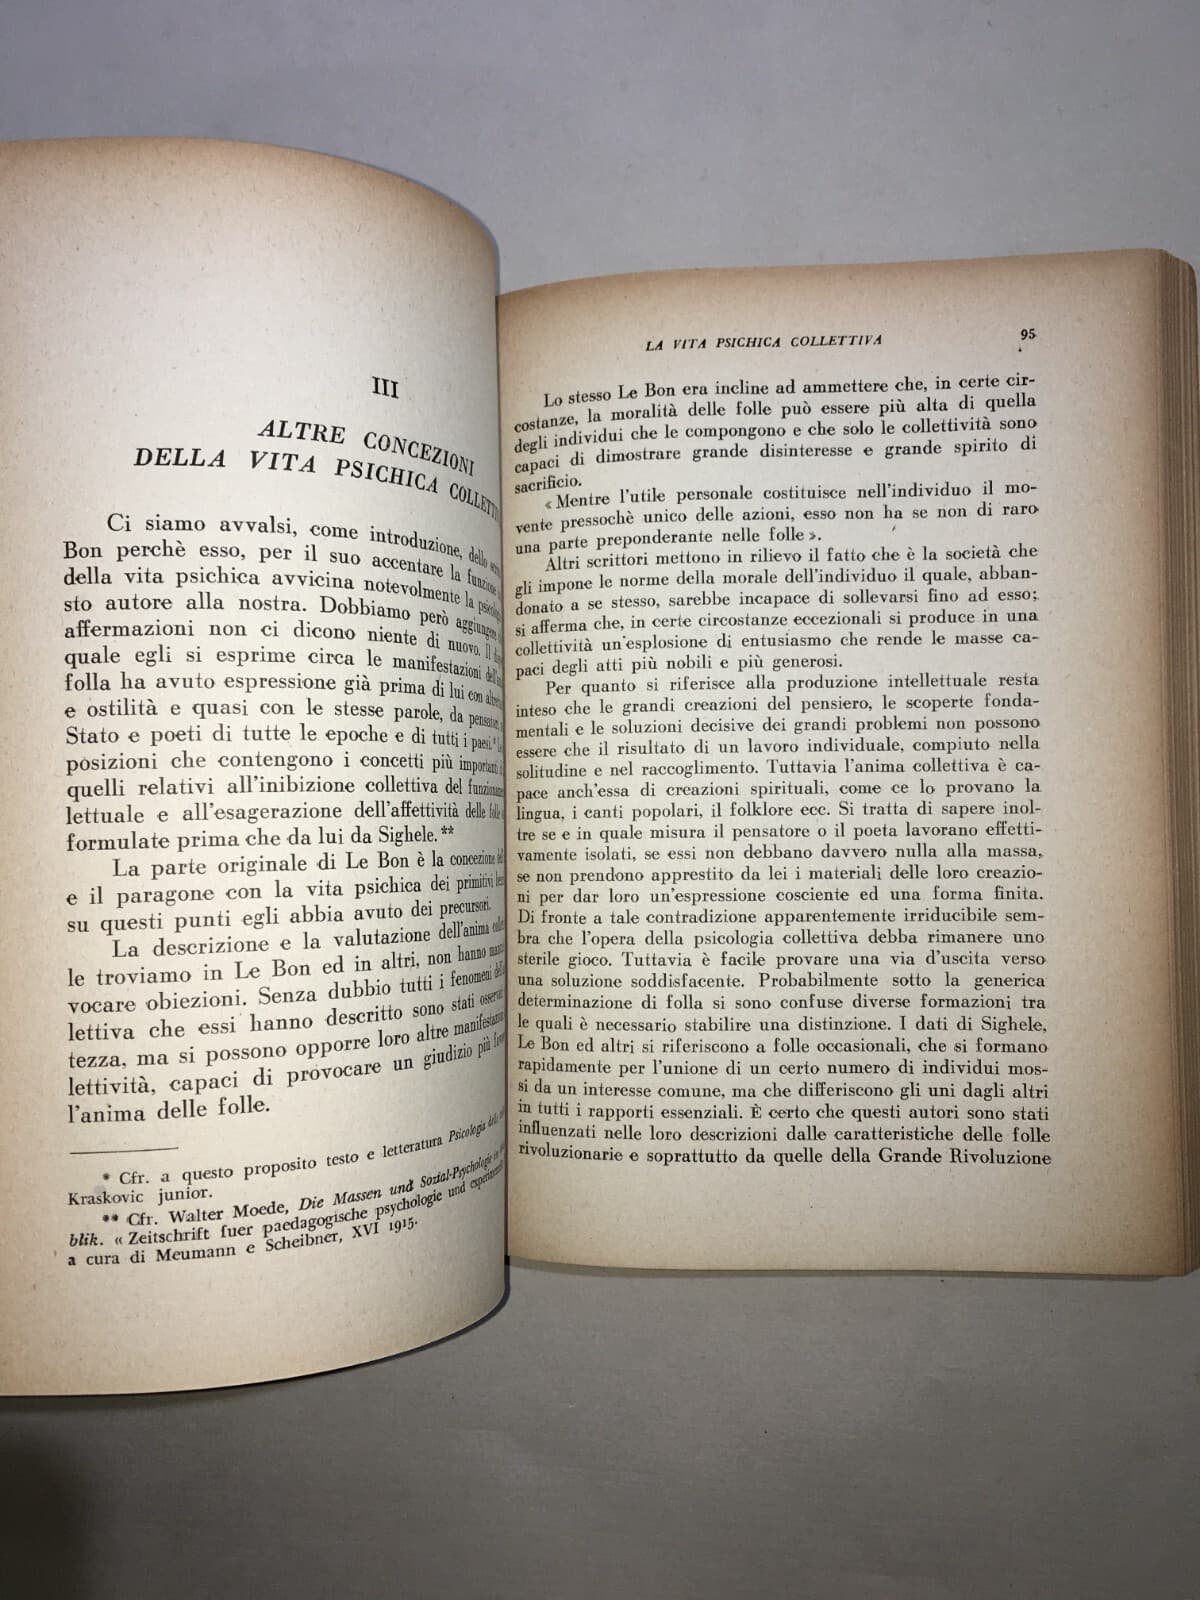 III
ALTRE CONCEZIONI
DELLA VITA PSICHICA
Ci siamo avvalsi, come introduzione,
Bon perchè esso, per il suo accentare la
della vita psichica avvicina notevolmente la
sto autore alla nostra. Dobbiamo però
affermazioni non ci dicono niente di nuovo. Il
quale egli si esprime circa le manifestazioni
folla ha avuto espressione già prima di lui con
e ostilità e quasi con le stesse parole, da
Stato e poeti di tutte le epoche e di tutti i paesi.*
posizioni che contengono i concetti più
quelli relativi all'inibizione collettiva del
lettuale e all'esagerazione dell'affettività delle
formulate prima che da lui da Sighele.**
La parte originale di Le Bon è la concezione
e il paragone con la vita psichica dei primitivi
su questi punti egli abbia avuto dei precursori.
La descrizione e la valutazione dell'anima
le troviamo in Le Bon ed in altri, non hanno
vocare obiezioni. Senza dubbio tutti i fenomeni
lettiva che essi hanno descritto sono stati
tezza, ma si possono opporre loro altre
lettività, capaci di provocare un giudizio più
l'anima delle folle.
* Cfr. a questo proposito testo e letteratura Psicologia
Kraskovic junior.
** Cfr. Walter Moede, Die Massen und Sozial-Psychologie
blik. « Zeitschrift fuer paedagogische psychologie und
a cura di Meumann e Scheibner, XVI 1915.
LA VITA PSICHICA COLLETTIVA 95
Lo stesso Le Bon era incline ad ammettere che, in certe cir-
costanze, la moralità delle folle può essere più alta di quella
degli individui che le compongono e che solo le collettività sono
capaci di dimostrare grande disinteresse e grande spirito di
sacrificio.
« Mentre l'utile personale costituisce nell'individuo il mo-
vente pressochè unico delle azioni, esso non ha se non di raro
una parte preponderante nelle folle ».
Altri scrittori mettono in rilievo il fatto che è la società che
gli impone le norme della morale dell'individuo il quale, abban-
donato a se stesso, sarebbe incapace di sollevarsi fino ad esso;
si afferma che, in certe circostanze eccezionali si produce in una
collettività un'esplosione di entusiasmo che rende le masse ca-
paci degli atti più nobili e più generosi.
Per quanto si riferisce alla produzione intellettuale resta
inteso che le grandi creazioni del pensiero, le scoperte fonda-
mentali e le soluzioni decisive dei grandi problemi non possono
essere che il risultato di un lavoro individuale, compiuto nella
solitudine e nel raccoglimento. Tuttavia l'anima collettiva è ca-
pace anch'essa di creazioni spirituali, come ce lo provano la
lingua, i canti popolari, il folklore ecc. Si tratta di sapere inol-
tre se e in quale misura il pensatore o il poeta lavorano effetti-
vamente isolati, se essi non debbano davvero nulla alla massa,
se non prendono apprestito da lei i materiali delle loro creazio-
ni per dar loro un'espressione cosciente ed una forma finita.
Di fronte a tale contradizione apparentemente irriducibile sem-
bra che l'opera della psicologia collettiva debba rimanere uno
sterile gioco. Tuttavia è facile provare una via d'uscita verso
una soluzione soddisfacente. Probabilmente sotto la generica
determinazione di folla si sono confuse diverse formazioni tra
le quali è necessario stabilire una distinzione. I dati di Sighele,
Le Bon ed altri si riferiscono a folle occasionali, che si formano
rapidamente per l'unione di un certo numero di individui mos-
si da un interesse comune, ma che differiscono gli uni dagli altri
in tutti i rapporti essenziali. È certo che questi autori sono stati
influenzati nelle loro descrizioni dalle caratteristiche delle folle
rivoluzionarie e soprattutto da quelle della Grande Rivoluzione